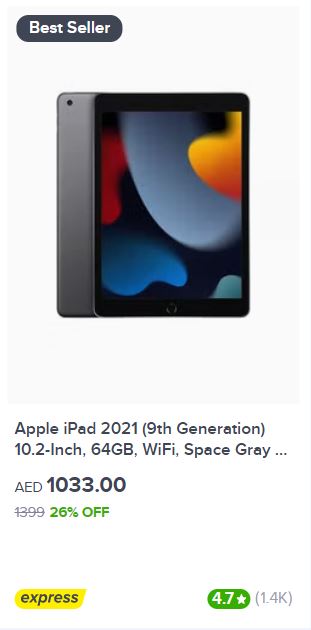 Best Seller
Apple iPad 2021 (9th Generation)
10.2-Inch, 64GB, WiFi, Space Gray ...
AED 1033.00
1399 26% OFF
express 4.7★ (1.4K)